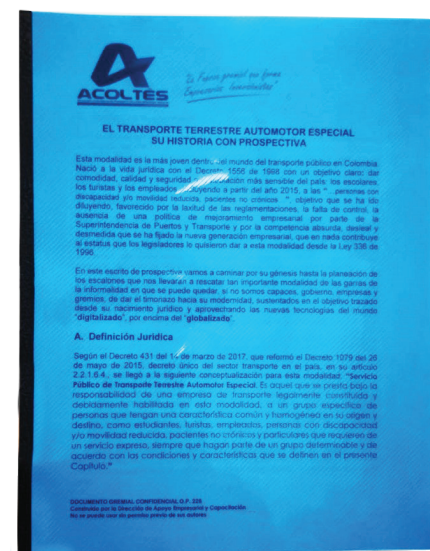 ACOLTÉS
"La Fuerza gremial que forma
Empresarios Innovadores"
EL TRANSPORTE TERRESTRE AUTOMOTOR ESPECIAL
SU HISTORIA CON PROSPECTIVA
Esta modalidad es la más joven dentro del mundo del transporte público en Colombia.
Nació a la vida jurídica con el Decreto 1556 de 1998 con un objetivo claro: dar
comodidad, calidad y seguridad más sensible del país: los escolares,
los turistas y los empleados, incluyendo a partir del año 2015, a las "...personas con
discapacidad y/o movilidad reducida, pacientes no crónicos ...", objetivo que se ha ido
diluyendo, favorecido por la laxitud de las reglamentaciones, la falta de control, la
ausencia de una política de mejoramiento empresarial por parte de la
Superintendencia de Puertos y Transporte y por la competencia absurda, desleal y
desmedida que se ha fijado la nueva generación empresarial, que en nada contribuye
al estatus que los legisladores le quisieron dar a esta modalidad desde la Ley 336 de
1996.
En este escrito de prospectiva vamos a caminar por su génesis hasta la planeación de
los escalones que nos llevaran a rescatar tan importante modalidad de las garras de
la informalidad en que se puede quedar, si no somos capaces, gobierno, empresas y
gremios, de dar el timonazo hacia su modernidad, sustentados en el objetivo trazado
desde su nacimiento jurídico y aprovechando las nuevas tecnologías del mundo
"digitalizado", por encima del "globalizado".
A. Definición Jurídica
Según el Decreto 431 del 14 de marzo de 2017, que reformó el Decreto 1079 del 26
de mayo de 2015, decreto único del sector transporte en el país, en su artículo
2.2.1.6.4., se llegó a la siguiente conceptualización para esta modalidad: "Servicio
Público de Transporte Terrestre Automotor Especial. Es aquel que se presta bajo la
responsabilidad de una empresa de transporte legalmente constituida y
debidamente habilitada en esta modalidad, a un grupo específico de
personas que tengan una característica común y homogénea en su origen y
destino, como estudiantes, turistas, empleados, personas con discapacidad
y/o movilidad reducida, pacientes no crónicos y particulares que requieren de
un servicio expreso, siempre que hagan parte de un grupo determinable y de
acuerdo con las condiciones y característica que se definen en el presente
Capítulo."
DOCUMENTO GREMIAL CONFIDENCIAL O.P. 228
Construido por la Dirección de Apoyo Empresarial y Capacitación
No se puede usar sin permiso previo de sus autores